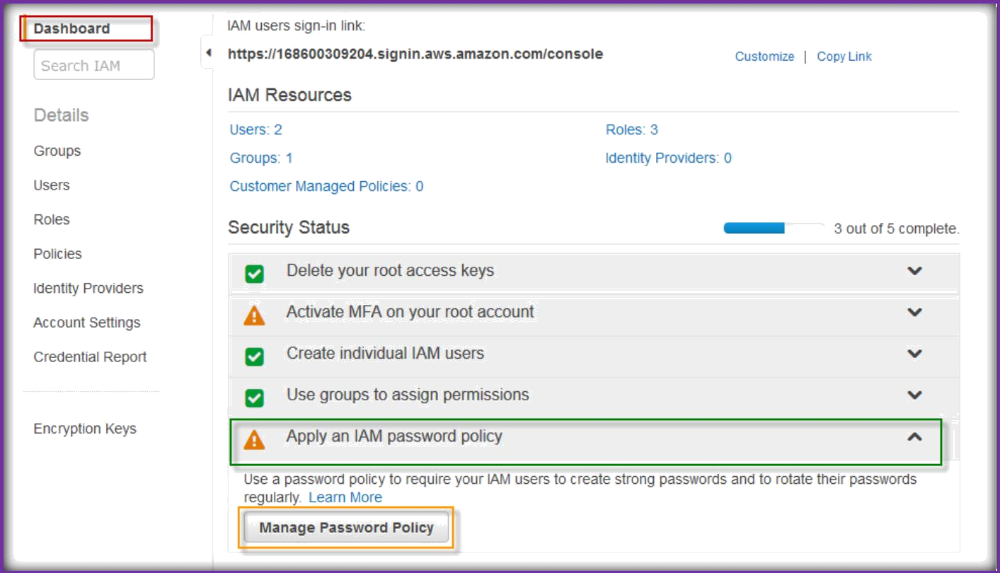 Dashboard
Search IAM
Details
Groups
Users
Roles
Policies
Identity Providers
Account Settings
Credential Report
Encryption Keys
IAM users sign-in link:
https://168600309204.signin.aws.amazon.com/console
Customize | Copy Link
IAM Resources
Users: 2
Roles: 3
Groups: 1
Identity Providers: 0
Customer Managed Policies: 0
Security Status
3 out of 5 complete.
Delete your root access keys
Activate MFA on your root account
Create individual IAM users
Use groups to assign permissions
Apply an IAM password policy
Use a password policy to require your IAM users to create strong passwords and to rotate their passwords
regularly. Learn More
Manage Password Policy